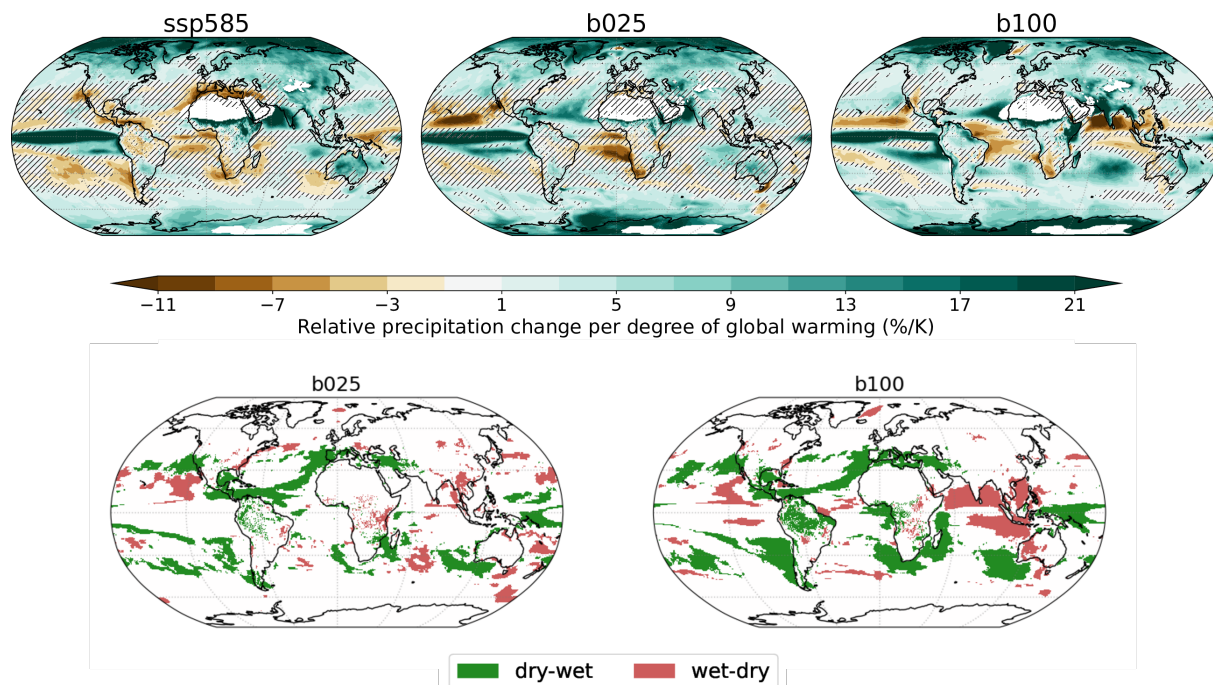 ssp585 b025 b100
−11 −7 −3 1 5 9 13 17 21
Relative precipitation change per degree of global warming (%/K)
b025 b100
dry-wet wet-dry